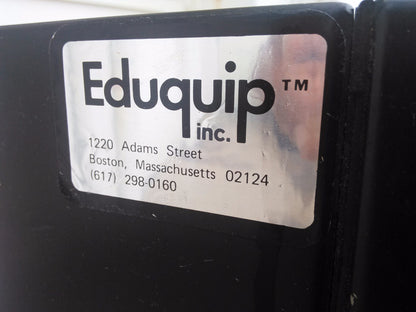 Eduquip™
inc.
1220 Adams Street
Boston, Massachusetts 02124
(617) 298-0160